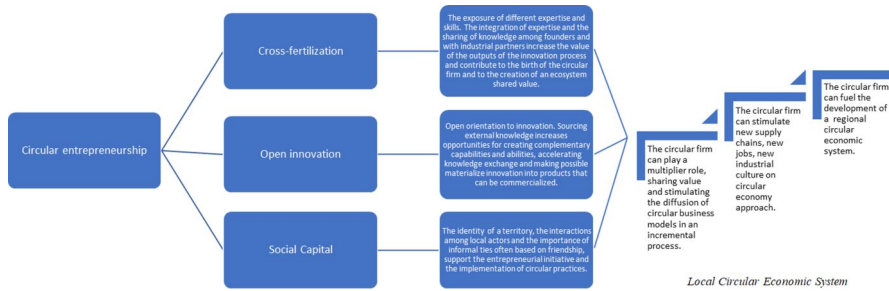 Circular entrepreneurship
Cross-fertilization
The exposure of different expertise and
skills. The integration of expertise and the
sharing of knowledge among founders and
with industrial partners increase the value
of the outputs of the innovation process
and contribute to the birth of the circular
firm and to the creation of an ecosystem
shared value.
Open innovation
Open orientation to innovation. Sourcing
external knowledge increases
opportunities for creating complementary
capabilities and abilities, accelerating
knowledge exchange and making possible
materialize innovation into products that
can be commercialized.
Social Capital
The identity of a territory, the interactions
among local actors and the importance of
informal ties often based on friendship,
support the entrepreneurial initiative and
the implementation of circular practices.
The circular firm
can play a
multiplier role,
sharing value
and stimulating
the diffusion of
circular business
models in an
incremental
process.
The circular firm
can stimulate
new supply
chains, new
jobs, new
industrial
culture on
circular
economy
approach.
The circular firm
can fuel the
development of
a regional
circular
economic
system.
Local Circular Economic System